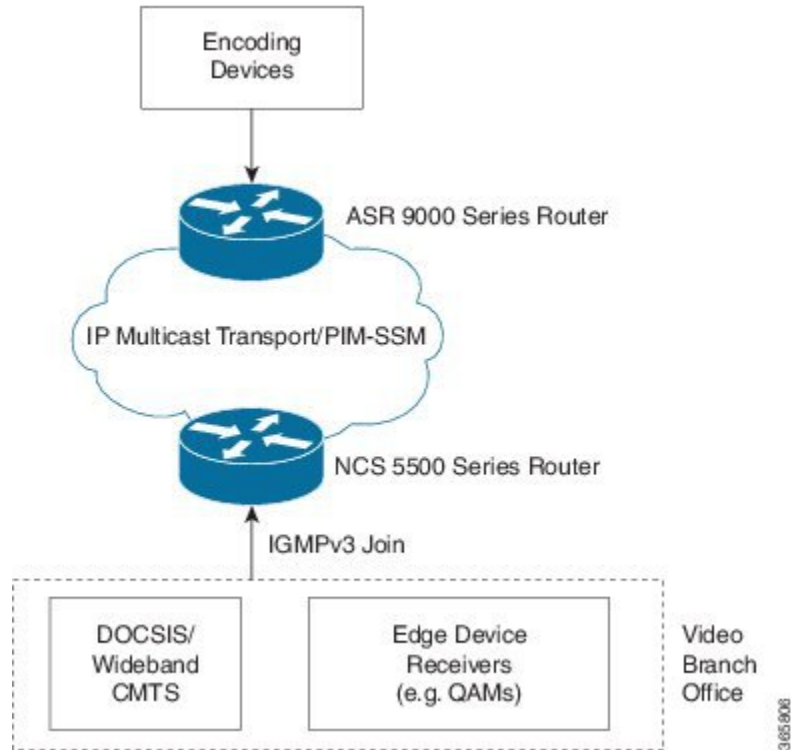 Encoding
Devices
ASR 9000 Series Router
IP Multicast Transport/PIM-SSM
NCS 5500 Series Router
IGMPv3 Join
DOCSIS/
Wideband
CMTS
Edge Device
Receivers
(e.g. QAMs)
Video
Branch
Office
365806